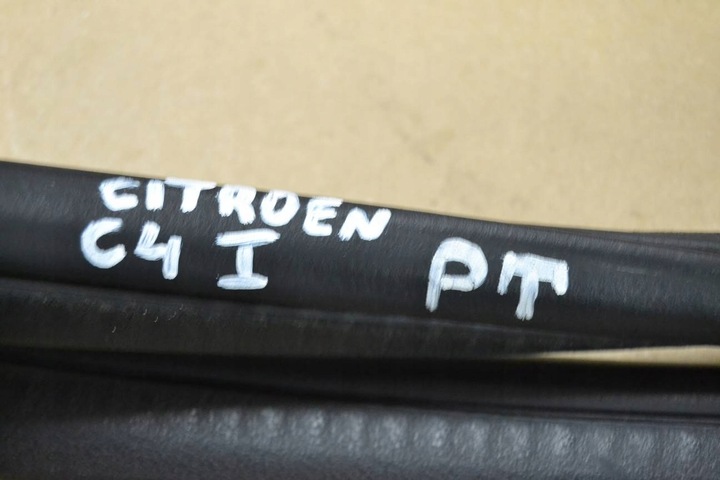 CITROEN
C4 I PT